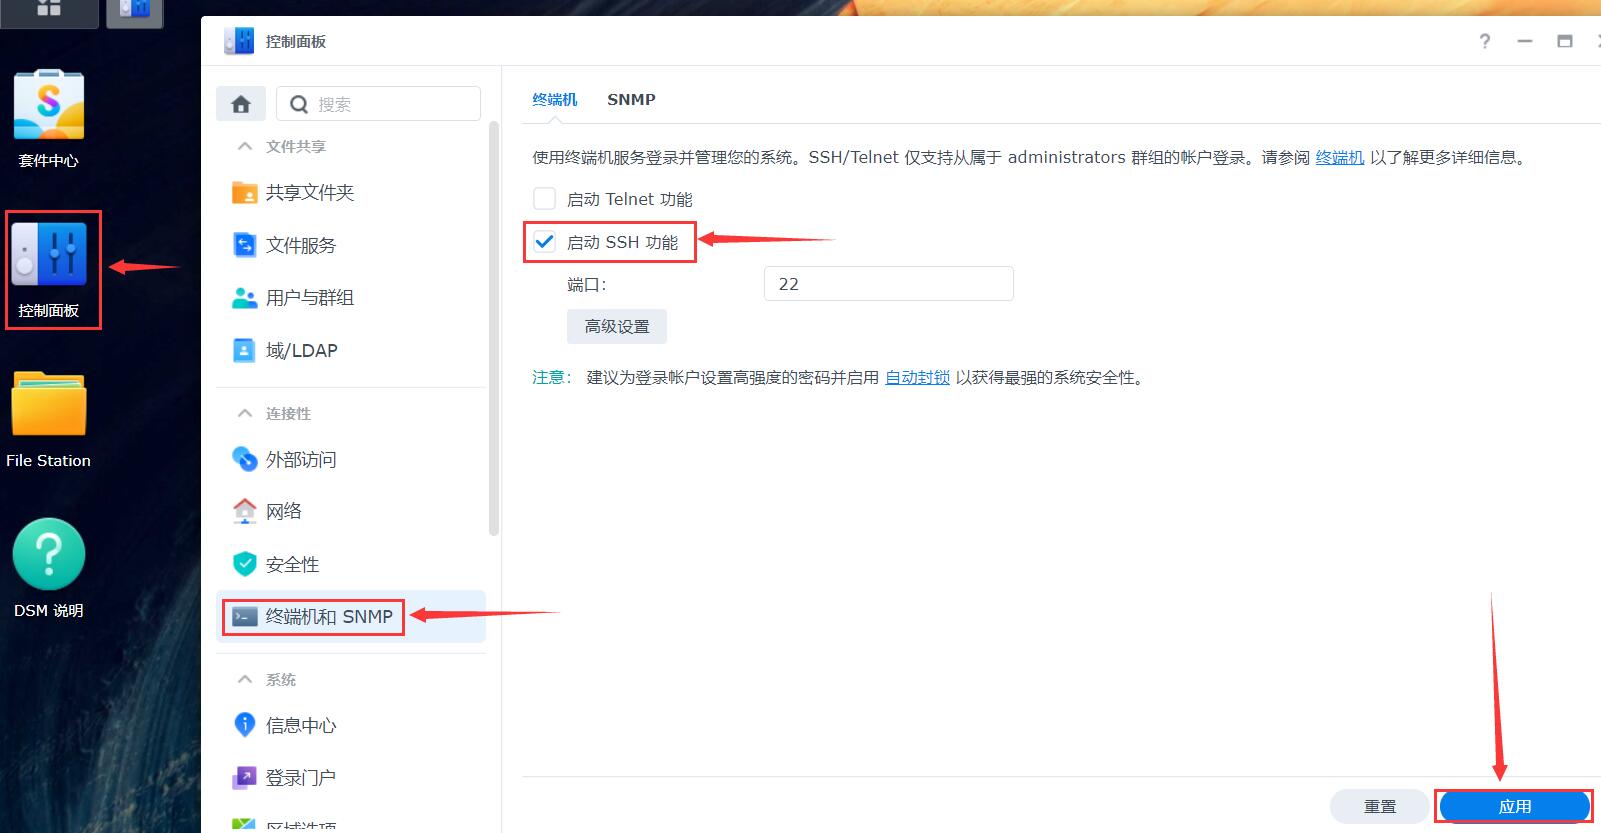 控制面板
套件中心
控制面板
File Station
DSM 说明
搜索
文件共享
共享文件夹
文件服务
用户与群组
域/LDAP
连接性
外部访问
网络
安全性
终端机和 SNMP
系统
信息中心
登录门户
区域选项
终端机
SNMP
使用终端机服务登录并管理您的系统。SSH/Telnet 仅支持从属于 administrators 群组的帐户登录。请参阅 终端机 以了解更多详细信息。
启动 Telnet 功能
启动 SSH 功能
端口:
22
高级设置
注意: 建议为登录帐户设置高强度的密码并启用 自动封锁 以获得最强的系统安全性。
重置
应用